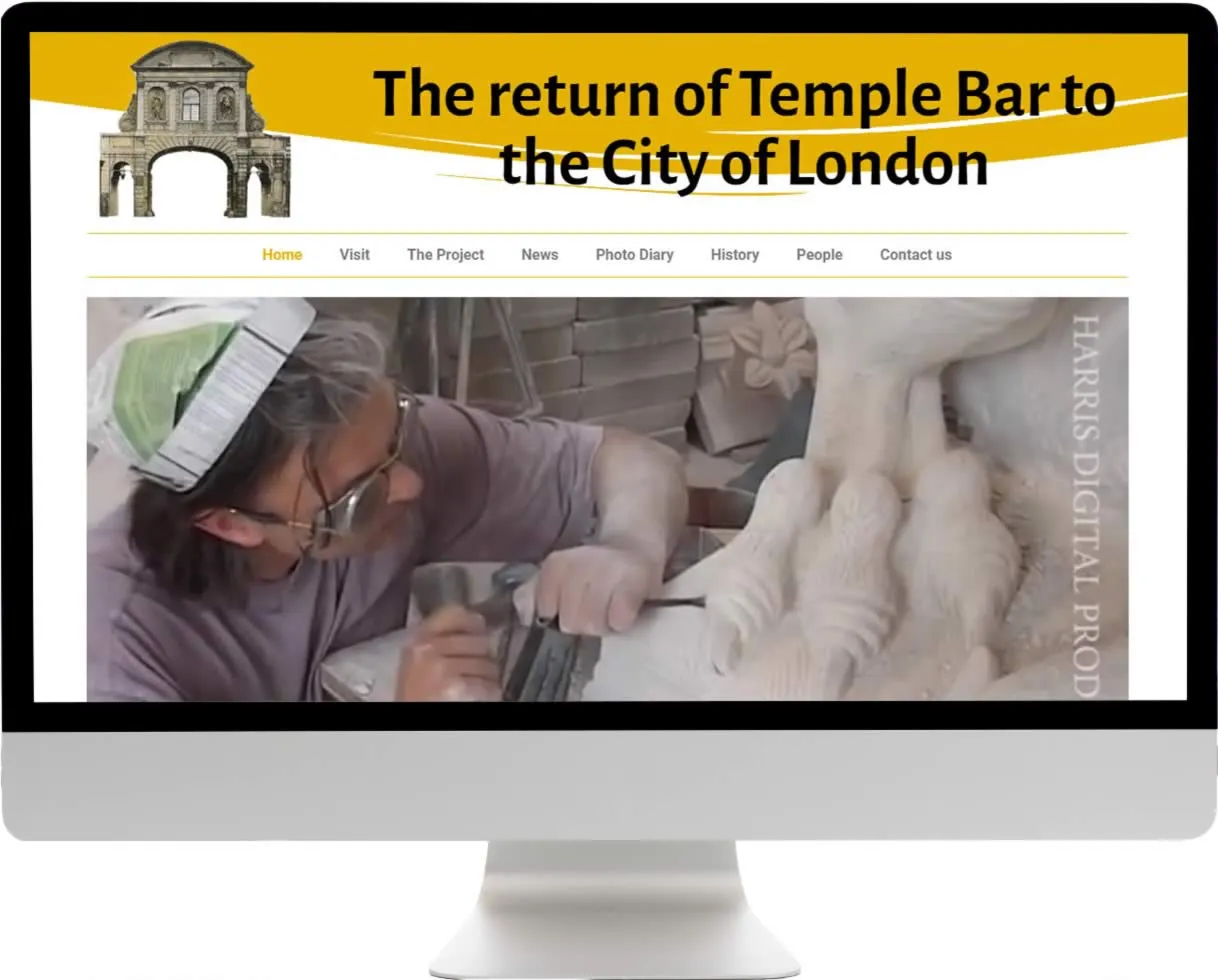 The return of Temple Bar to
the City of London
Home Visit The Project News Photo Diary History People Contact us
HARRIS DIGITAL PROD